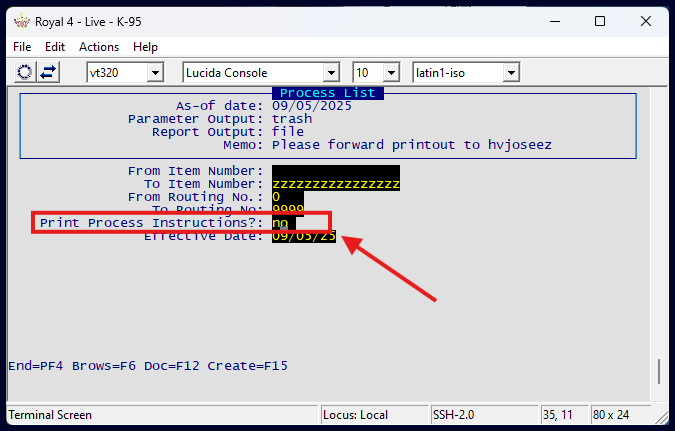 Royal 4 - Live - K-95
File Edit Actions Help
vt320 Lucida Console 10 latin1-iso
Process List
As-of date: 09/05/2025
Parameter Output: trash
Report Output: file
Memo: Please forward printout to hvjoseez
From Item Number:
To Item Number: zzzzzzzzzzzzzzzz
From Routing No.: 0
To Routing No: 9999
Print Process Instructions?: no
Effective Date: 09/05/25
End=PF4 Brows=F6 Doc=F12 Create=F15
Terminal Screen Locus: Local SSH-2.0 35, 11 80 x 24